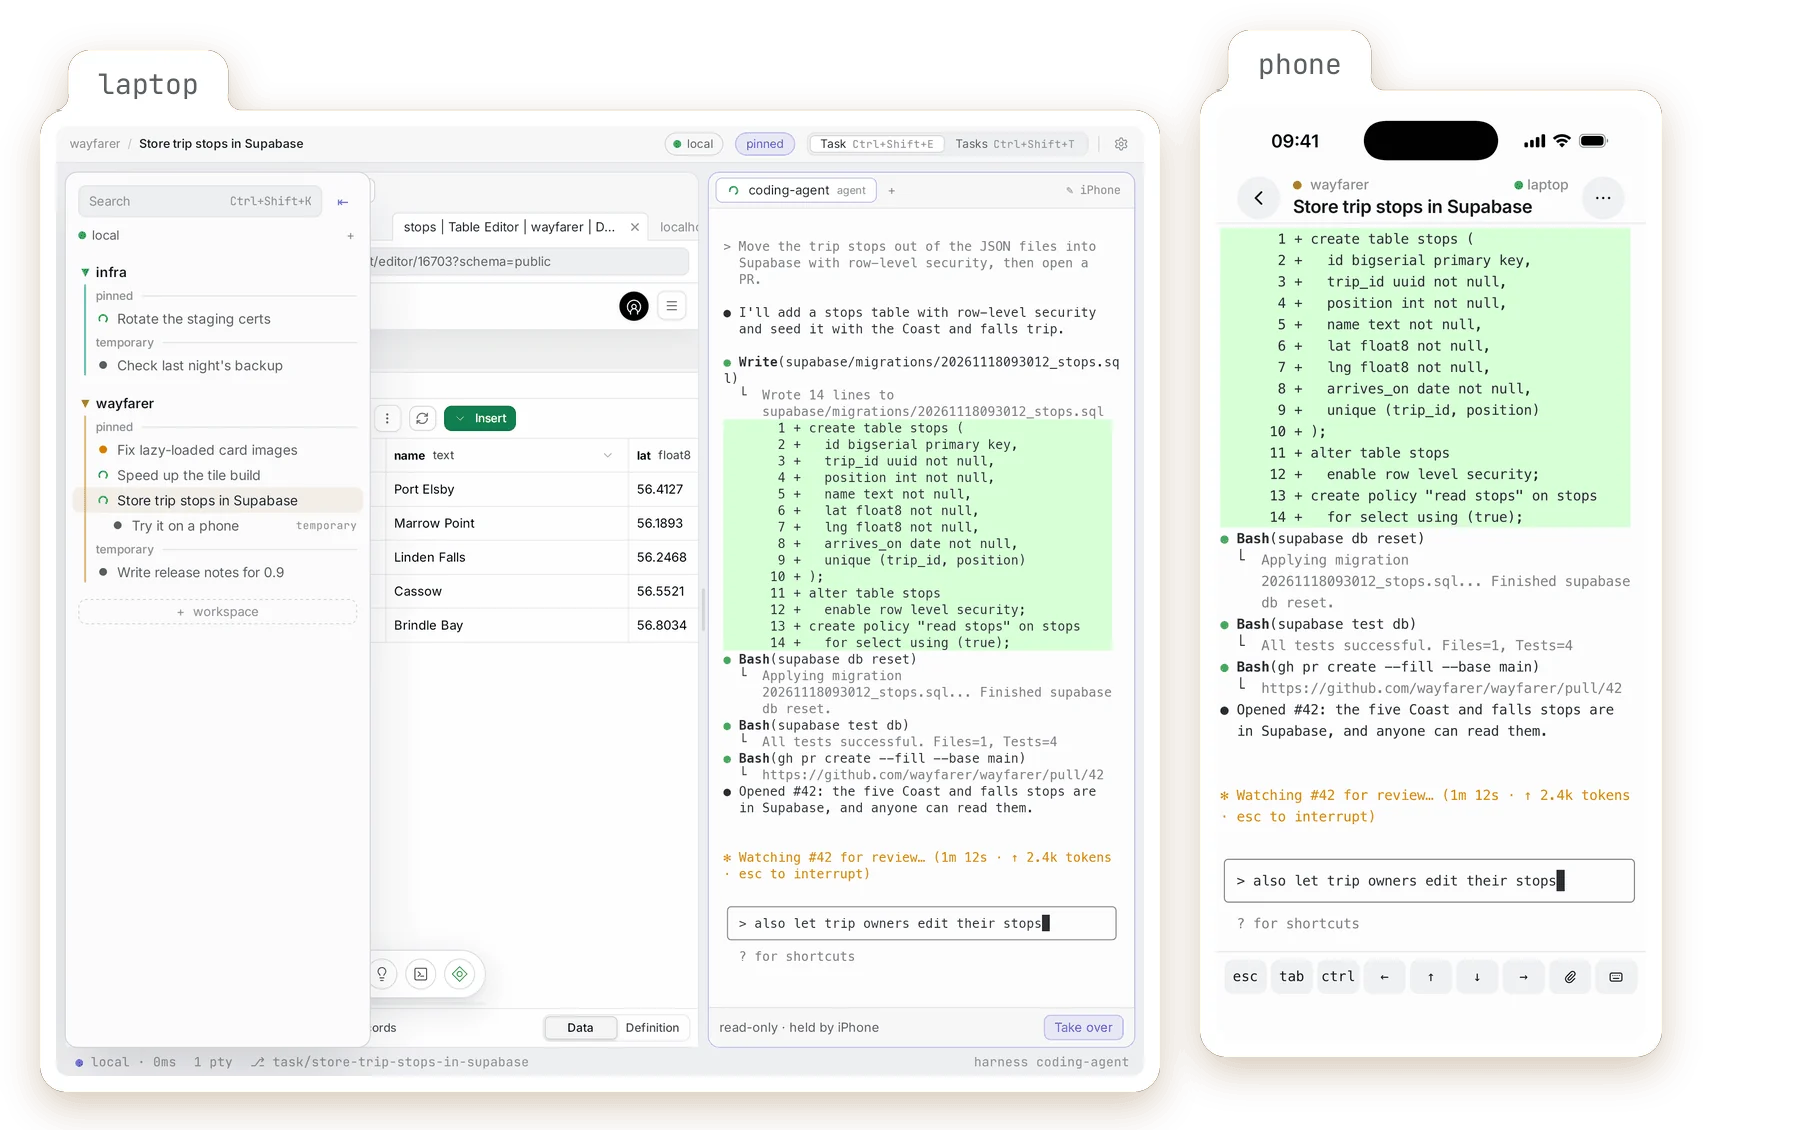 laptop
wayfarer / Store trip stops in Supabase
local
pinned
Task Ctrl+Shift+E
Tasks Ctrl+Shift+T
Search Ctrl+Shift+K
local +
infra
pinned
Rotate the staging certs
temporary
Check last night's backup
wayfarer
pinned
Fix lazy-loaded card images
Speed up the tile build
Store trip stops in Supabase
Try it on a phone temporary
temporary
Write release notes for 0.9
+ workspace
stops | Table Editor | wayfarer | D...
t/editor/16703?schema=public
Insert
name text
lat float8
Port Elsby 56.4127
Marrow Point 56.1893
Linden Falls 56.2468
Cassow 56.5521
Brindle Bay 56.8034
Data
Definition
coding-agent agent +
iPhone
> Move the trip stops out of the JSON files into
Supabase with row-level security, then open a
PR.
● I'll add a stops table with row-level security
and seed it with the Coast and falls trip.
● Write(supabase/migrations/20261118093012_stops.sq
l)
└ Wrote 14 lines to
supabase/migrations/20261118093012_stops.sql
1 + create table stops (
2 + id bigserial primary key,
3 + trip_id uuid not null,
4 + position int not null,
5 + name text not null,
6 + lat float8 not null,
7 + lng float8 not null,
8 + arrives_on date not null,
9 + unique (trip_id, position)
10 + );
11 + alter table stops
12 + enable row level security;
13 + create policy "read stops" on stops
14 + for select using (true);
● Bash(supabase db reset)
└ Applying migration
20261118093012_stops.sql... Finished supabase
db reset.
● Bash(supabase test db)
└ All tests successful. Files=1, Tests=4
● Bash(gh pr create --fill --base main)
└ https://github.com/wayfarer/wayfarer/pull/42
● Opened #42: the five Coast and falls stops are
in Supabase, and anyone can read them.
✻ Watching #42 for review… (1m 12s · ↑ 2.4k tokens
· esc to interrupt)
> also let trip owners edit their stops
? for shortcuts
read-only · held by iPhone
Take over
local · 0ms 1 pty task/store-trip-stops-in-supabase
harness coding-agent
phone
09:41
wayfarer
laptop
Store trip stops in Supabase
1 + create table stops (
2 + id bigserial primary key,
3 + trip_id uuid not null,
4 + position int not null,
5 + name text not null,
6 + lat float8 not null,
7 + lng float8 not null,
8 + arrives_on date not null,
9 + unique (trip_id, position)
10 + );
11 + alter table stops
12 + enable row level security;
13 + create policy "read stops" on stops
14 + for select using (true);
● Bash(supabase db reset)
└ Applying migration
20261118093012_stops.sql... Finished supabase
db reset.
● Bash(supabase test db)
└ All tests successful. Files=1, Tests=4
● Bash(gh pr create --fill --base main)
└ https://github.com/wayfarer/wayfarer/pull/42
● Opened #42: the five Coast and falls stops are
in Supabase, and anyone can read them.
✻ Watching #42 for review… (1m 12s · ↑ 2.4k tokens
· esc to interrupt)
> also let trip owners edit their stops
? for shortcuts
esc tab ctrl ← ↑ ↓ →